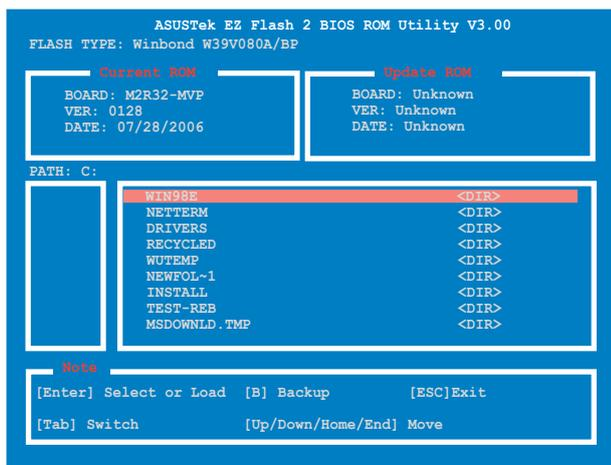 ASUSTek EZ Flash 2 BIOS ROM Utility V3.00
FLASH TYPE: Winbond W39V080A/BP
Current ROM
BOARD: M2R32-MVP
VER: 0128
DATE: 07/28/2006
Update ROM
BOARD: Unknown
VER: Unknown
DATE: Unknown
PATH: C:
WIN98E <DIR>
NETTERM <DIR>
DRIVERS <DIR>
RECYCLED <DIR>
WUTEMP <DIR>
NEWFOL~1 <DIR>
INSTALL <DIR>
TEST-REB <DIR>
MSDOWNLD.TMP <DIR>
Note
[Enter] Select or Load [B] Backup [ESC]Exit
[Tab] Switch [Up/Down/Home/End] Move